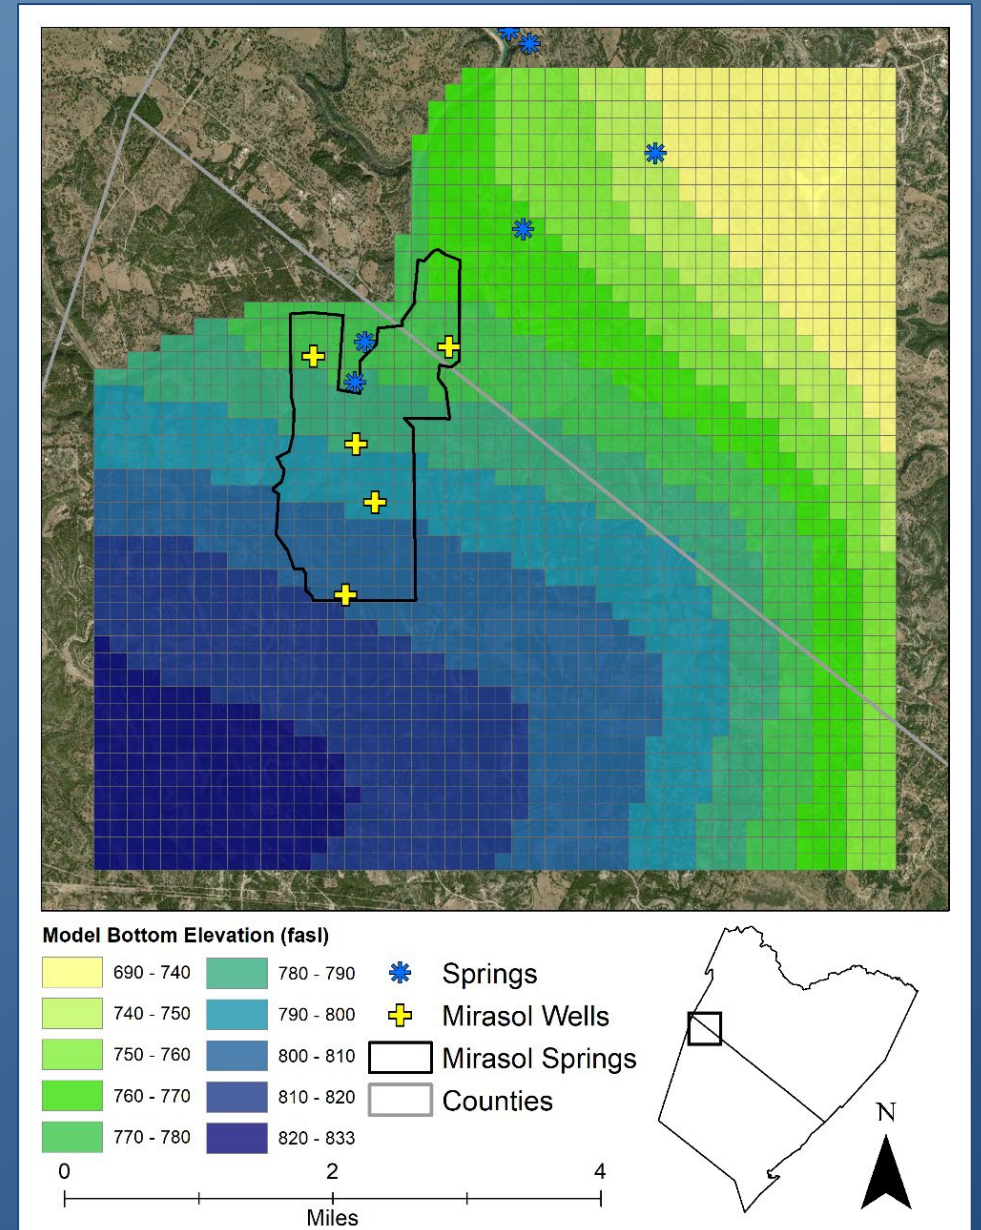 Model Bottom Elevation (fasl)
690 - 740
740 - 750
750 - 760
760 - 770
770 - 780
780 - 790
790 - 800
800 - 810
810 - 820
820 - 833
Springs
Mirasol Wells
Mirasol Springs
Counties
0 2 4
Miles
N